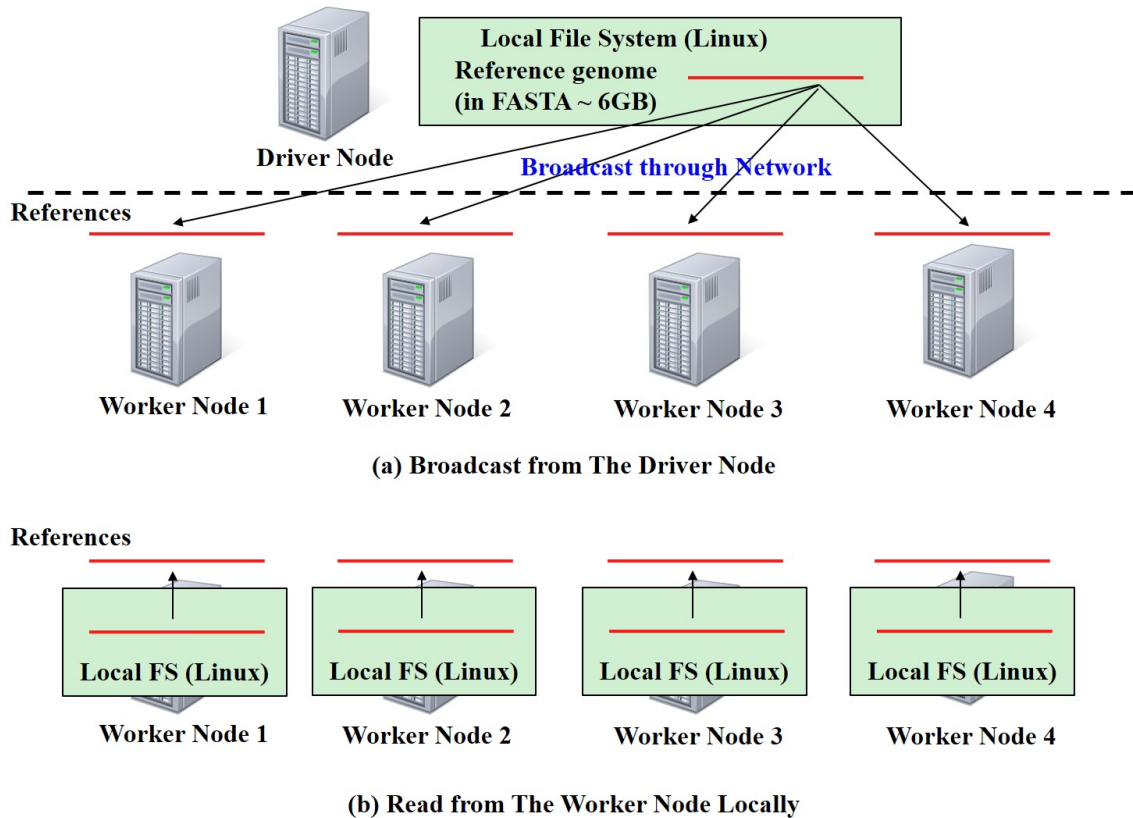 Local File System (Linux)
Reference genome
(in FASTA ~ 6GB)
Driver Node
Broadcast through Network
References
Worker Node 1
Worker Node 2
Worker Node 3
Worker Node 4
(a) Broadcast from The Driver Node
References
Local FS (Linux)
Local FS (Linux)
Local FS (Linux)
Local FS (Linux)
Worker Node 1
Worker Node 2
Worker Node 3
Worker Node 4
(b) Read from The Worker Node Locally